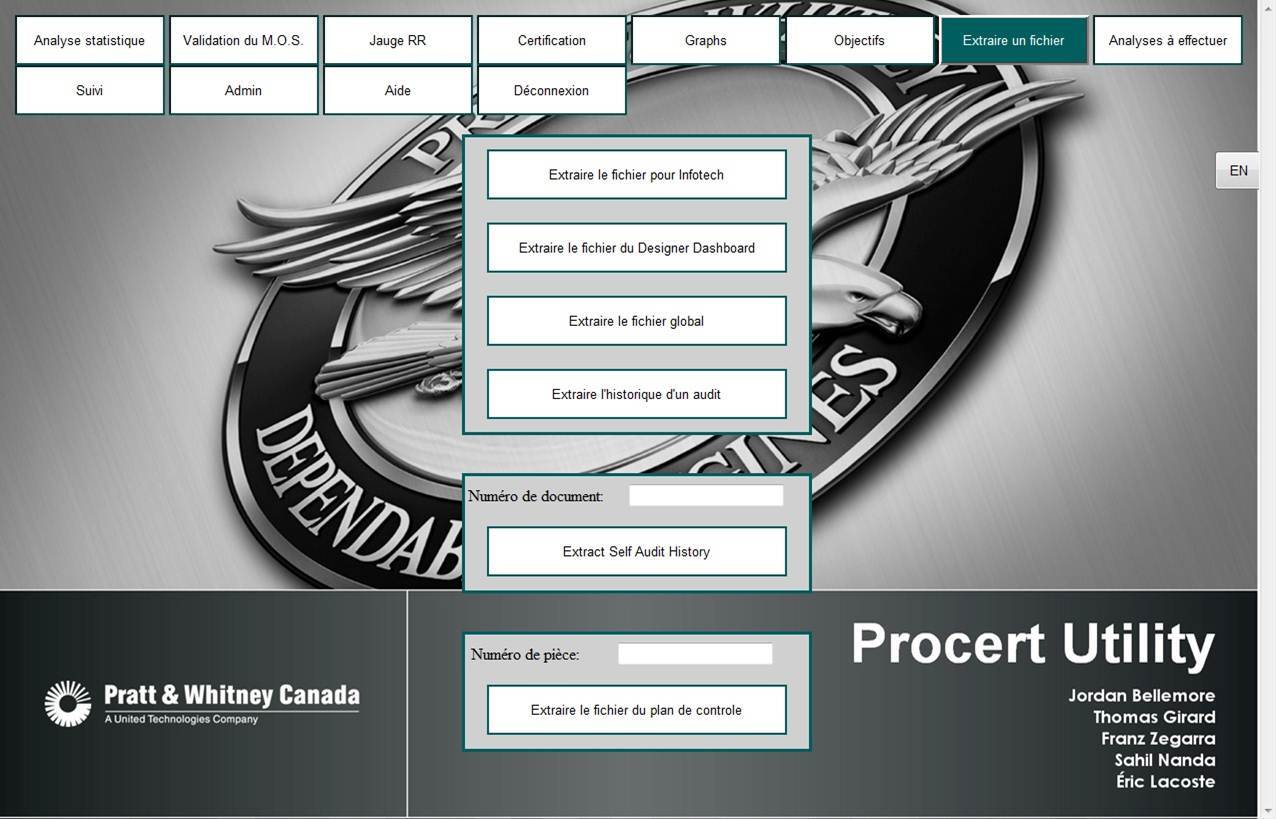 Analyse statistique
Validation du M.O.S.
Jauge RR
Certification
Graphs
Objectifs
Extraire un fichier
Analyses à effectuer
Suivi
Admin
Aide
Déconnexion
EN
Extraire le fichier pour Infotech
Extraire le fichier du Designer Dashboard
Extraire le fichier global
Extraire l'historique d'un audit
DEPENDAB
GINES
Numéro de document:
Extract Self Audit History
Numéro de pièce:
Extraire le fichier du plan de controle
Pratt & Whitney Canada
A United Technologies Company
Procert Utility
Jordan Bellemore
Thomas Girard
Franz Zegarra
Sahil Nanda
Éric Lacoste